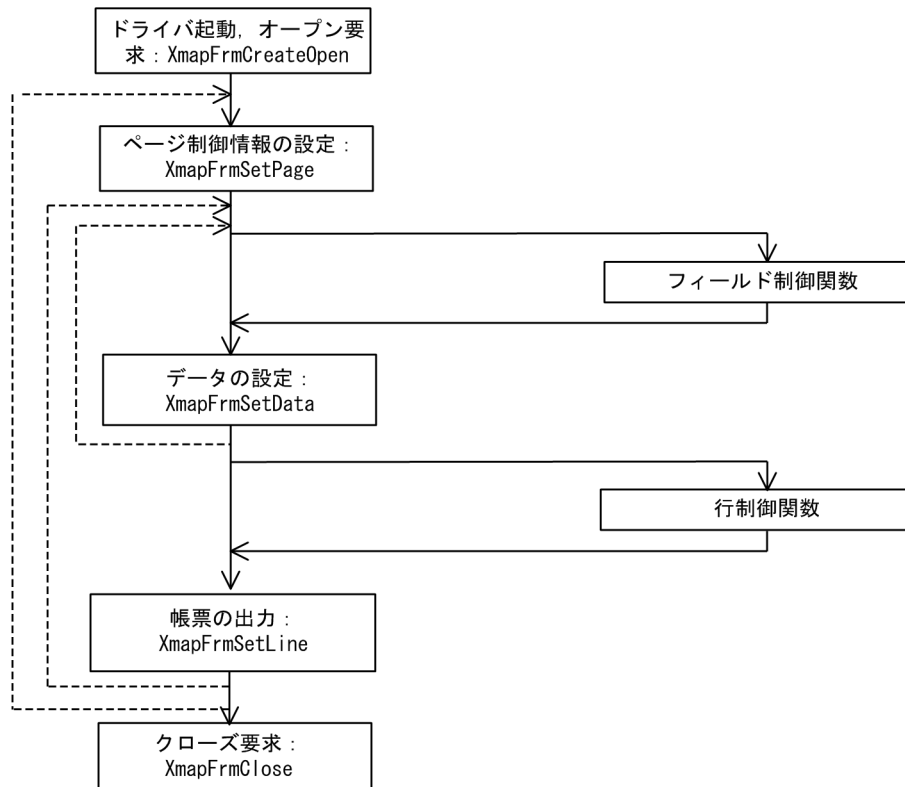 ドライバ起動，オープン要
求：XmapFrmCreateOpen
ページ制御情報の設定：
XmapFrmSetPage
フィールド制御関数
データの設定：
XmapFrmSetData
行制御関数
帳票の出力：
XmapFrmSetLine
クローズ要求：
XmapFrmClose